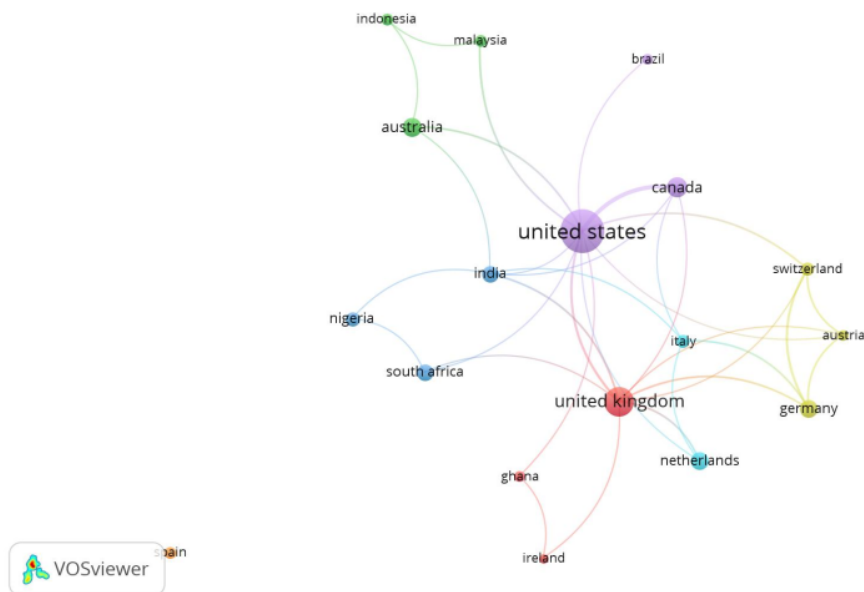 indonesia
malaysia
brazil
australia
canada
united states
switzerland
india
nigeria
austria
italy
south africa
united kingdom
germany
netherlands
ghana
spain
ireland
VOSviewer